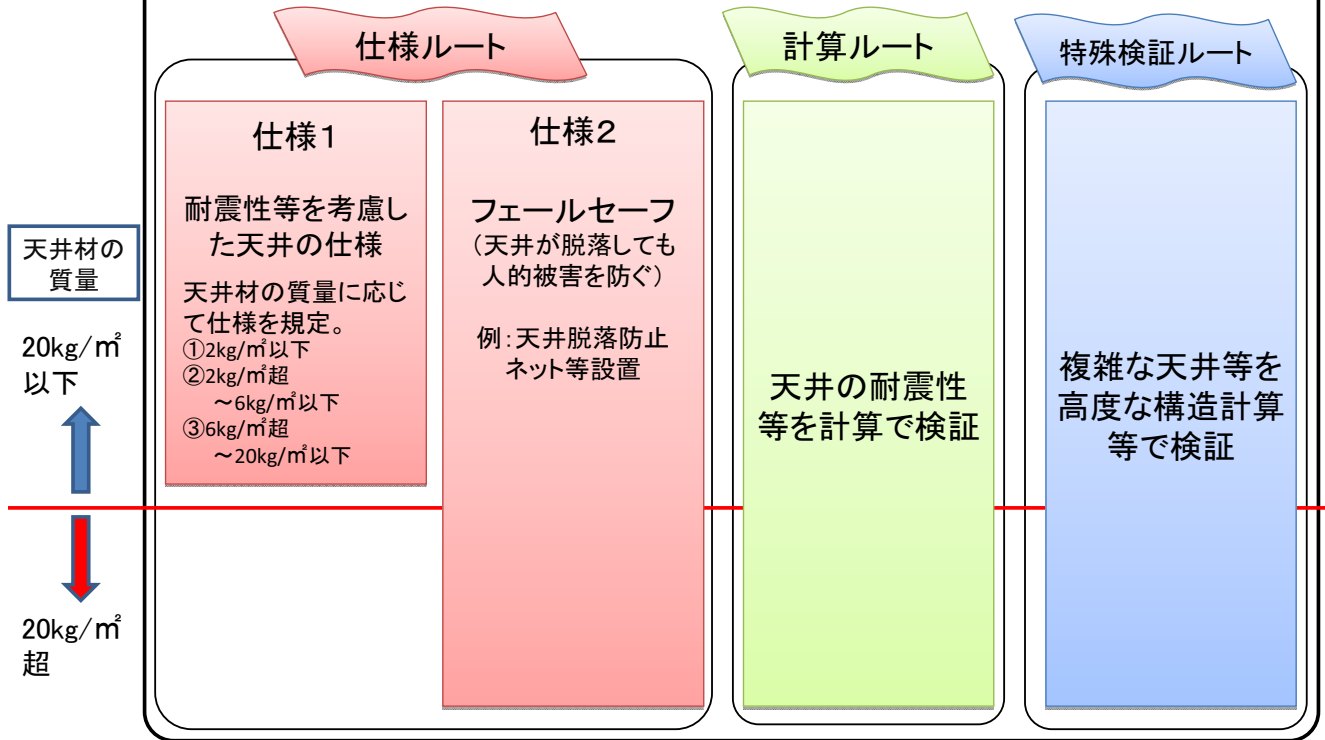 仕様ルート
計算ルート
特殊検証ルート
仕様1
耐震性等を考慮し
た天井の仕様
天井材の質量に応じ
て仕様を規定。
①2kg/㎡以下
②2kg/㎡超
～6kg/㎡以下
③6kg/㎡超
～20kg/㎡以下
仕様2
フェールセーフ
（天井が脱落しても
人的被害を防ぐ）
例：天井脱落防止
ネット等設置
天井の耐震性
等を計算で検証
複雑な天井等を
高度な構造計算
等で検証
天井材の
質量
20kg/㎡
以下
20kg/㎡
超